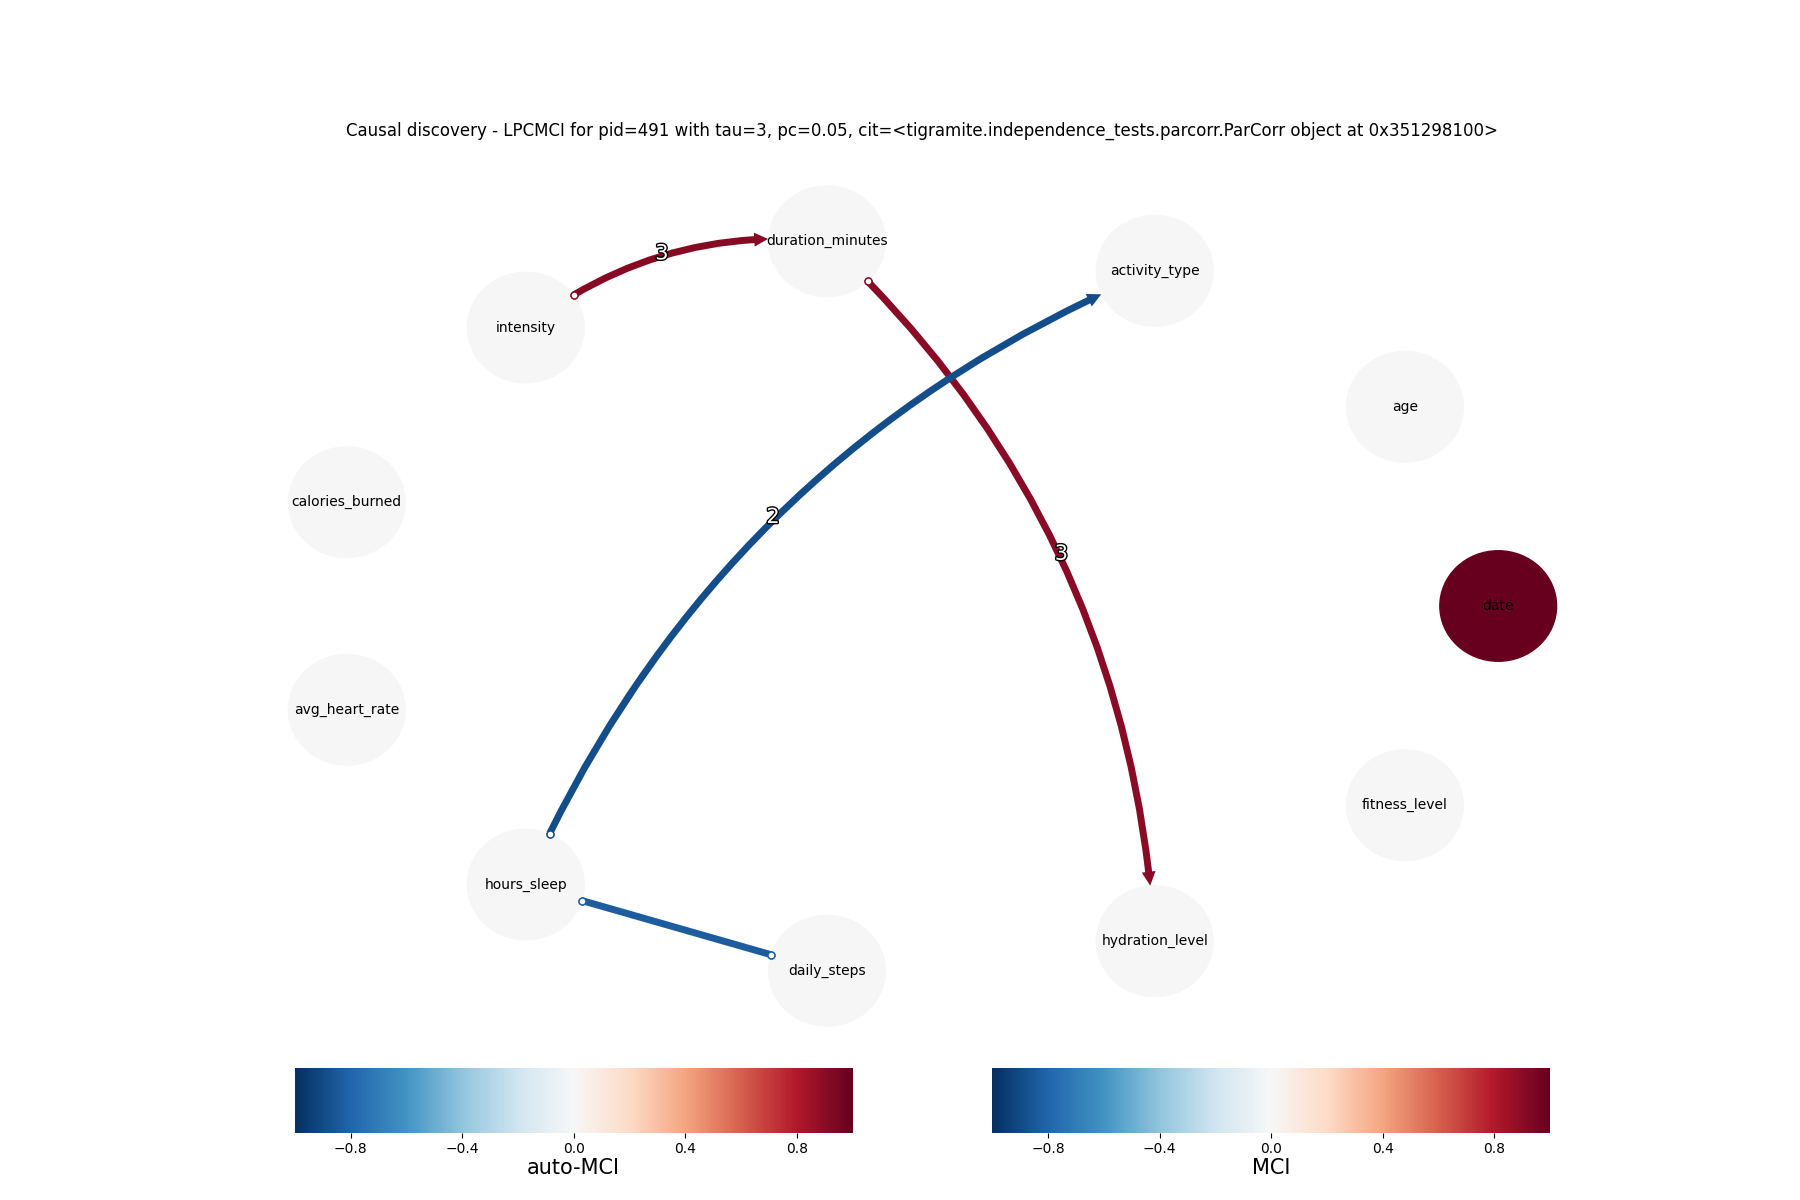 Causal discovery - LPCMCI for pid=491 with tau=3, pc=0.05, cit=<tigramite.independence_tests.parcorr.ParCorr object at 0x351298100>
duration_minutes
3
activity_type
intensity
age
calories_burned
2
3
date
avg_heart_rate
fitness_level
hours_sleep
hydration_level
daily_steps
−0.8 −0.4 0.0 0.4 0.8
auto-MCI
−0.8 −0.4 0.0 0.4 0.8
MCI